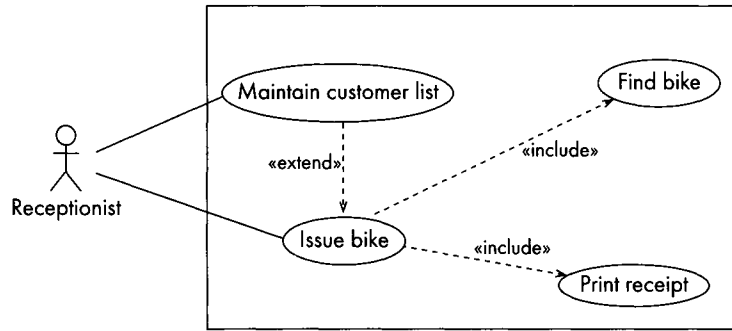 Maintain customer list
Find bike
«extend»
«include»
Receptionist
Issue bike
«include»
Print receipt